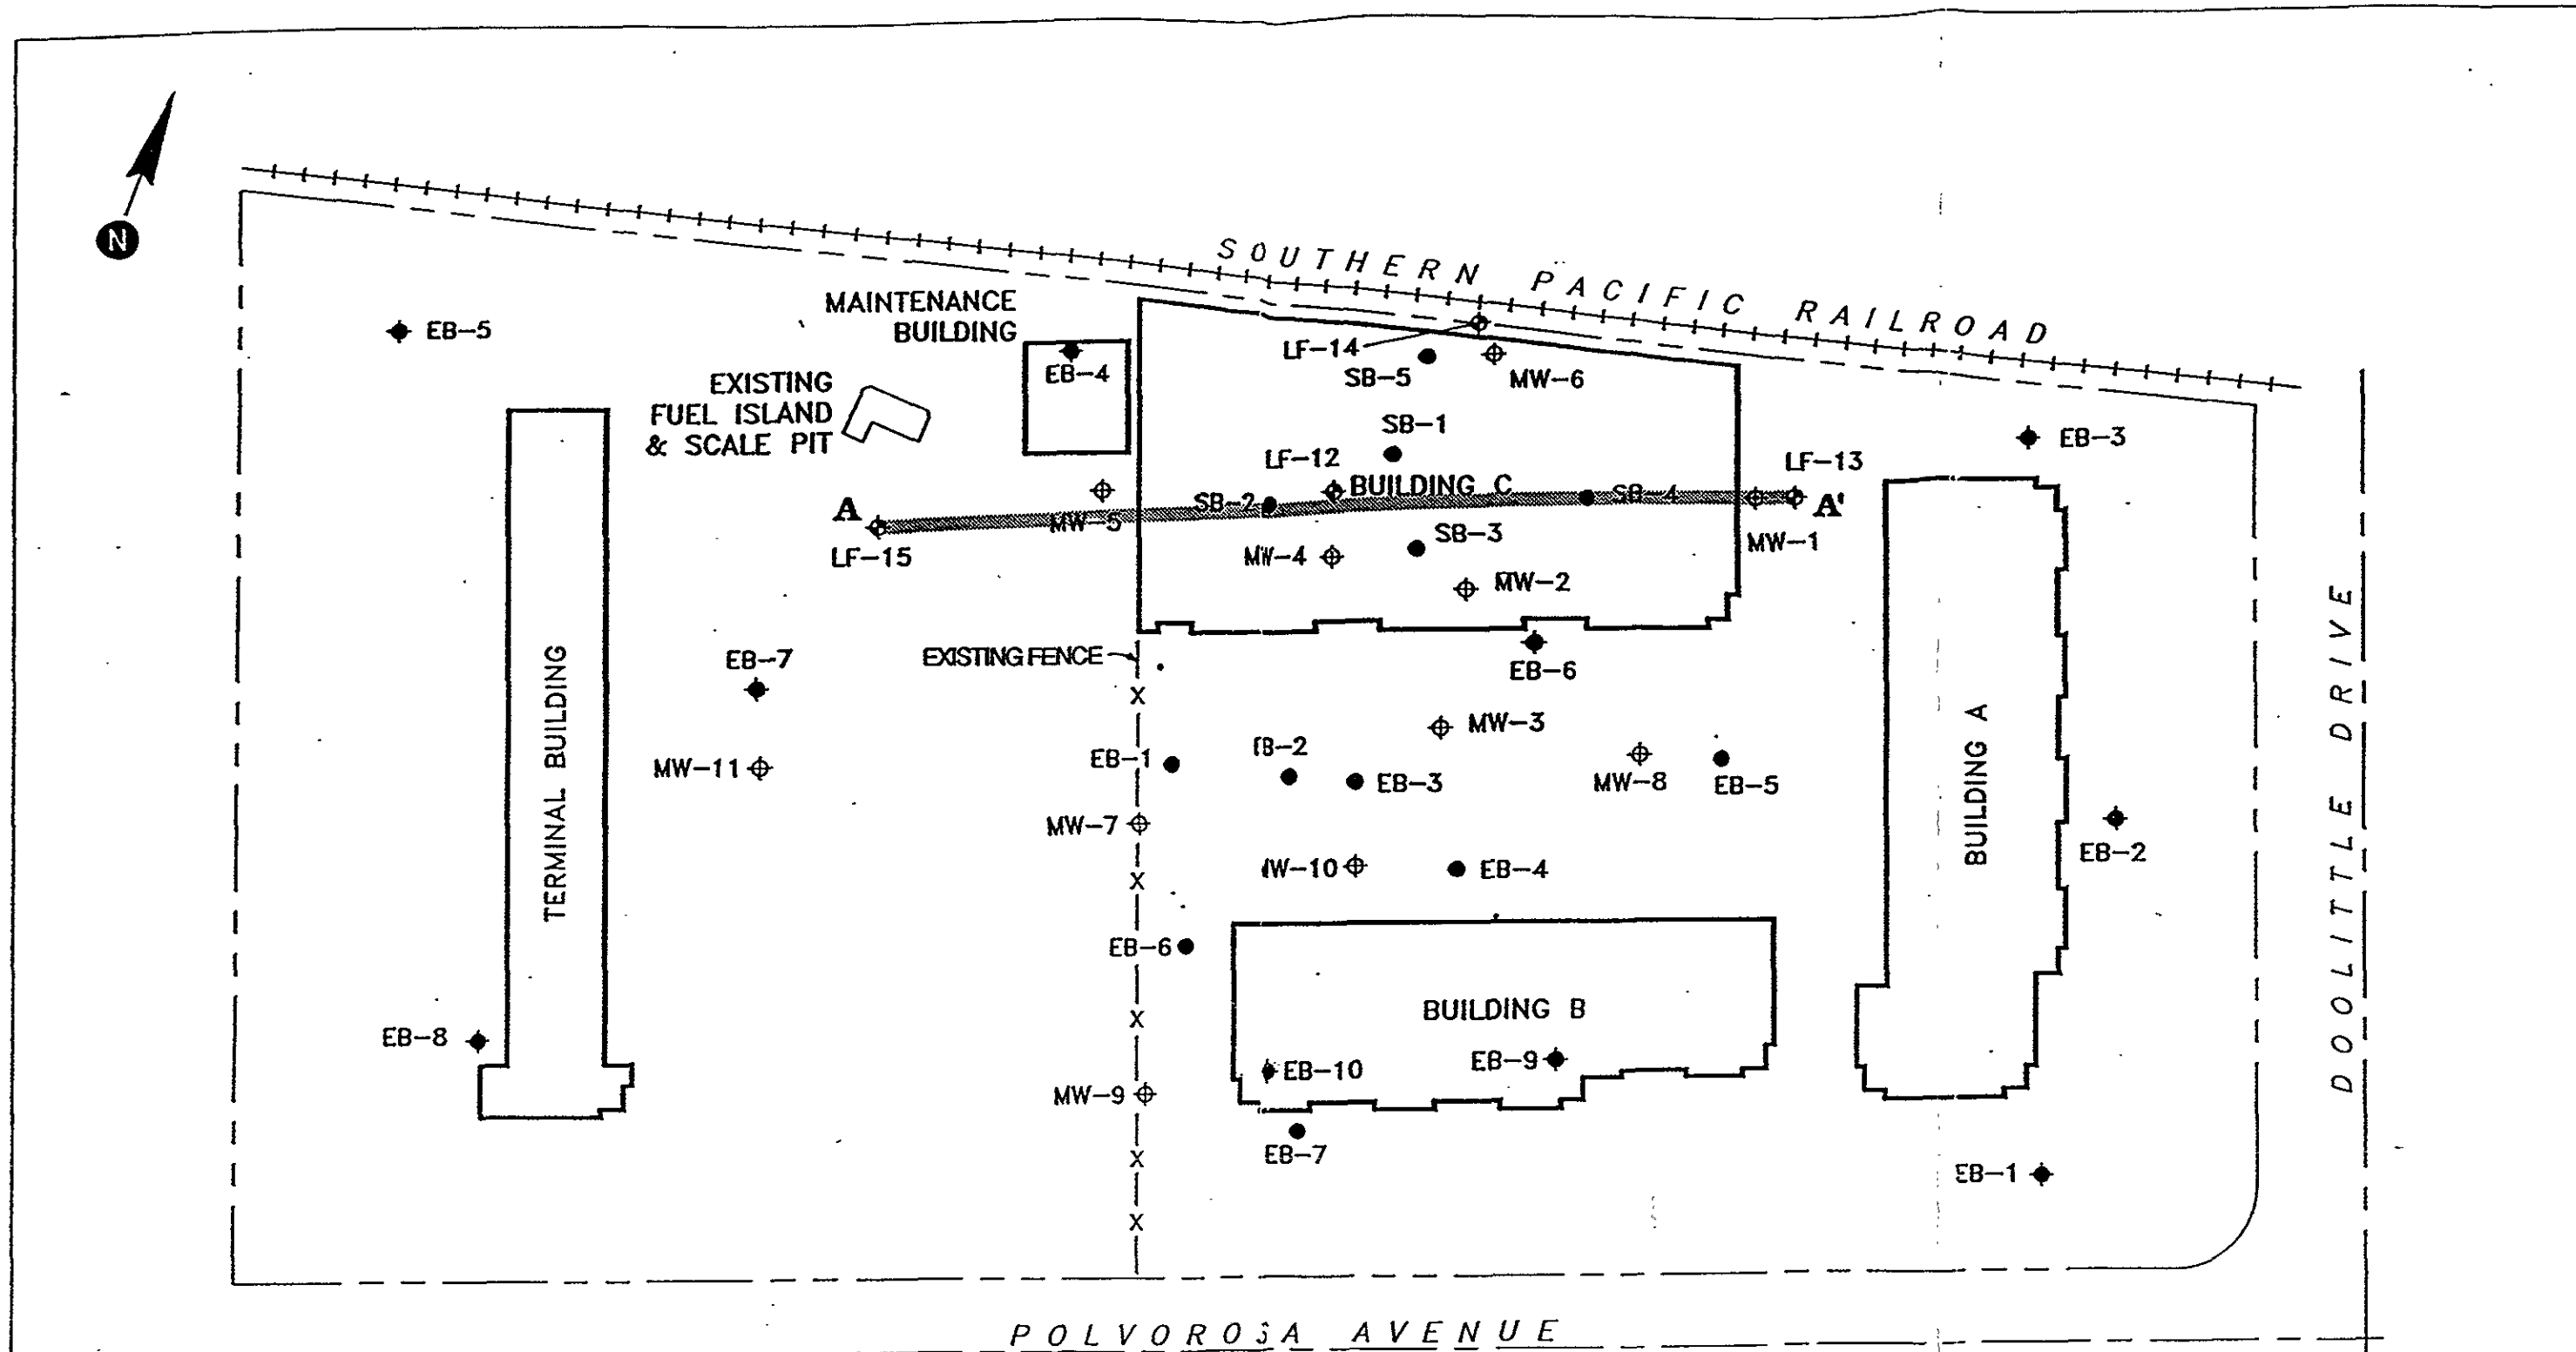 N
SOUTHERN PACIFIC RAILROAD
MAINTENANCE
BUILDING
EB-5
LF-14
EB-4
SB-5
MW-6
EXISTING
FUEL ISLAND
& SCALE PIT
SB-1
EB-3
LF-12
LF-13
BUILDING C
SB-2
SB-4
A
A'
MW-5
LF-15
SB-3
MW-1
MW-4
MW-2
EXISTING FENCE
EB-7
EB-6
TERMINAL BUILDING
MW-3
EB-1
B-2
EB-3
MW-8
EB-5
MW-11
BUILDING A
DOOLITTLE DRIVE
X
MW-7
EB-2
W-10
EB-4
X
EB-6
BUILDING B
X
EB-8
EB-10
EB-9
MW-9
EB-7
X
EB-1
X
POLVOROSA AVENUE